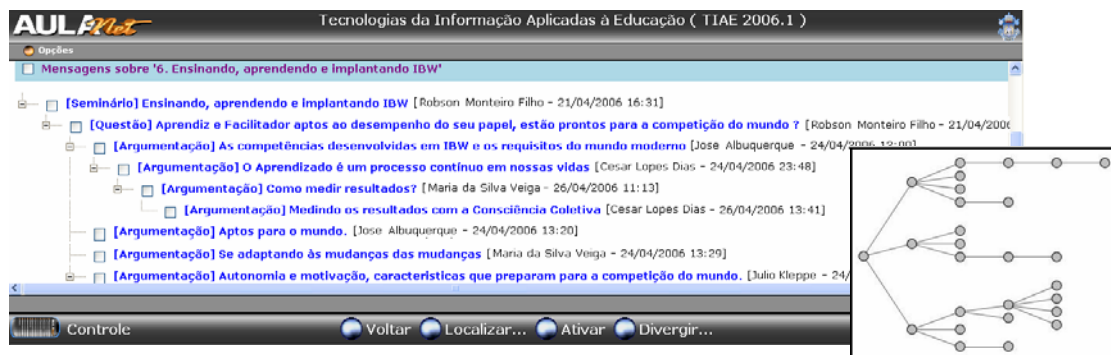 AULANet
Tecnologias da Informação Aplicadas à Educação ( TIAE 2006.1 )
Opções
Mensagens sobre '6. Ensinando, aprendendo e implantando IBW'
[Seminário] Ensinando, aprendendo e implantando IBW [Robson Monteiro Filho - 21/04/2006 16:31]
[Questão] Aprendiz e Facilitador aptos ao desempenho do seu papel, estão prontos para a competição do mundo ? [Robson Monteiro Filho - 21/04/200
[Argumentação] As competências desenvolvidas em IBW e os requisitos do mundo moderno [Jose Albuquerque - 24/04/2006 12:00]
[Argumentação] O Aprendizado é um processo contínuo em nossas vidas [Cesar Lopes Dias - 24/04/2006 23:48]
[Argumentação] Como medir resultados? [Maria da Silva Veiga - 26/04/2006 11:13]
[Argumentação] Medindo os resultados com a Consciência Coletiva [Cesar Lopes Dias - 26/04/2006 13:41]
[Argumentação] Aptos para o mundo. [Jose Albuquerque - 24/04/2006 13:20]
[Argumentação] Se adaptando às mudanças das mudanças [Maria da Silva Veiga - 24/04/2006 13:29]
[Argumentação] Autonomia e motivação, caracteristicas que preparam para a competição do mundo. [Julio Kleppe - 24/
Controle Voltar Localizar... Ativar Divergir...